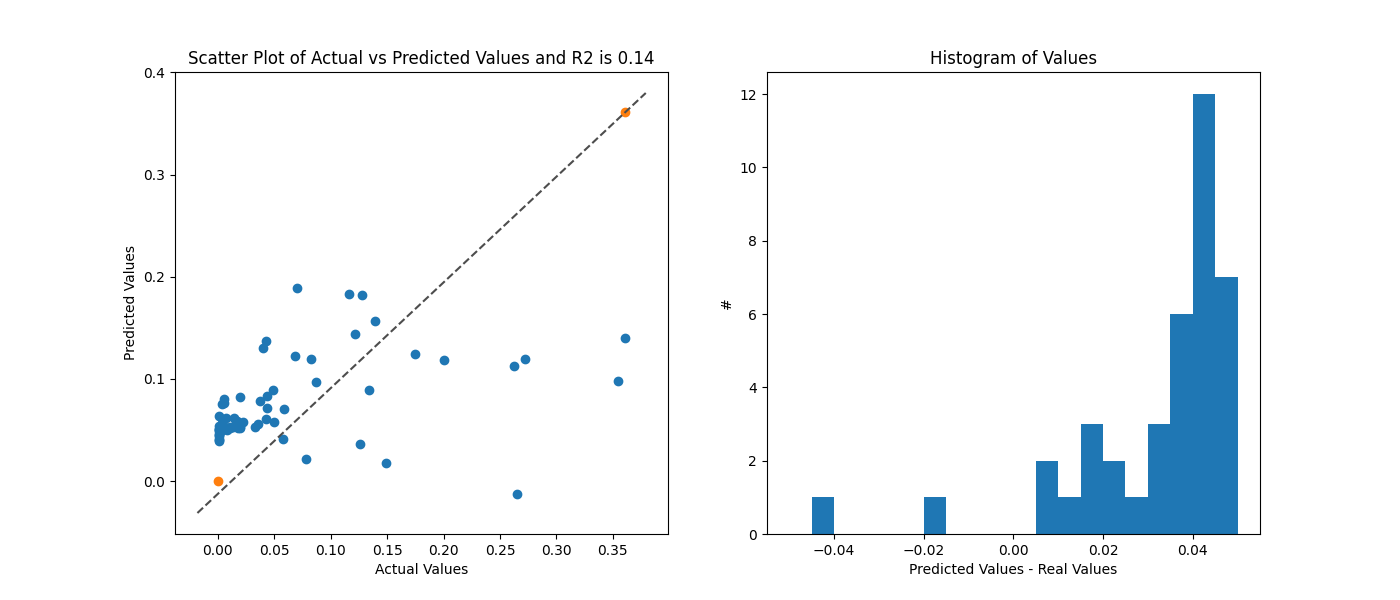 Scatter Plot of Actual vs Predicted Values and R2 is 0.14
0.4
0.3
0.2
0.1
0.0
Predicted Values
0.00 0.05 0.10 0.15 0.20 0.25 0.30 0.35
Actual Values
Histogram of Values
12
10
8
6
4
2
0
#
−0.04 −0.02 0.00 0.02 0.04
Predicted Values - Real Values